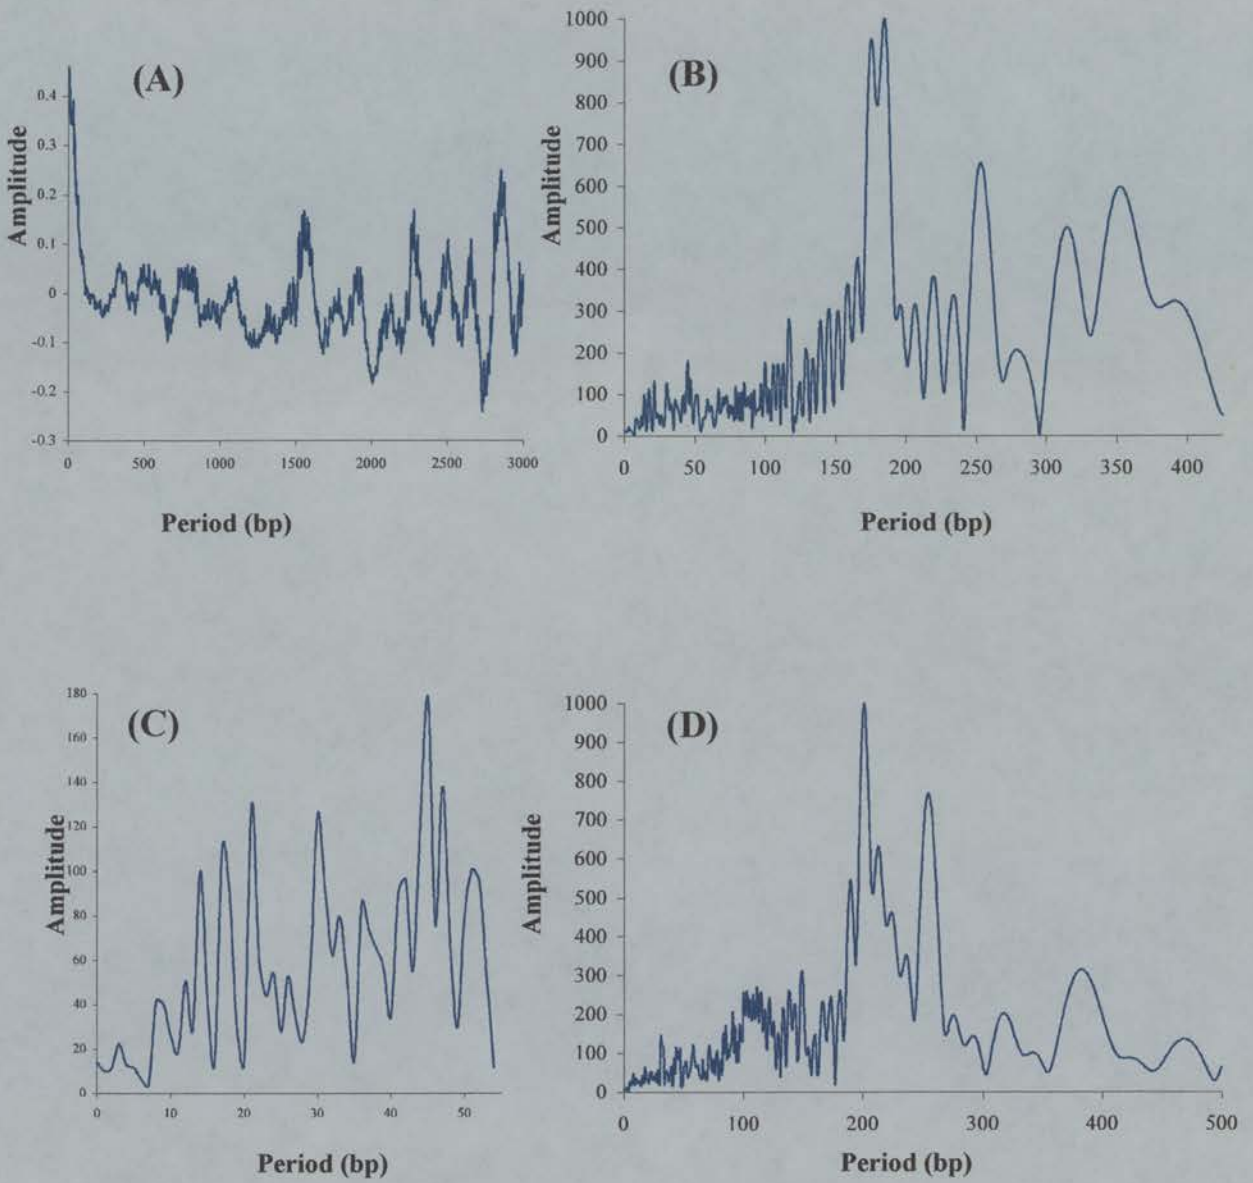 (A)
Amplitude
0.4
0.3
0.2
0.1
0
-0.1
-0.2
-0.3
0 500 1000 1500 2000 2500 3000
Period (bp)
(B)
Amplitude
1000
900
800
700
600
500
400
300
200
100
0
0 50 100 150 200 250 300 350 400
Period (bp)
(C)
Amplitude
180
160
140
120
100
80
60
40
20
0
0 10 20 30 40 50
Period (bp)
(D)
Amplitude
1000
900
800
700
600
500
400
300
200
100
0
0 100 200 300 400 500
Period (bp)